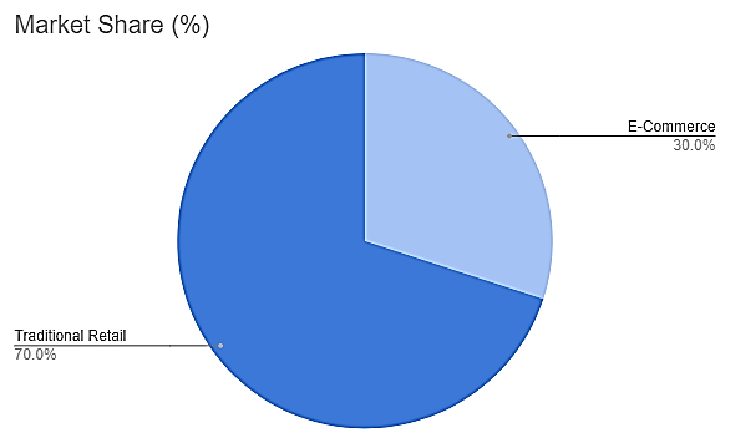 Market Share (%)
E-Commerce
30.0%
Traditional Retail
70.0%